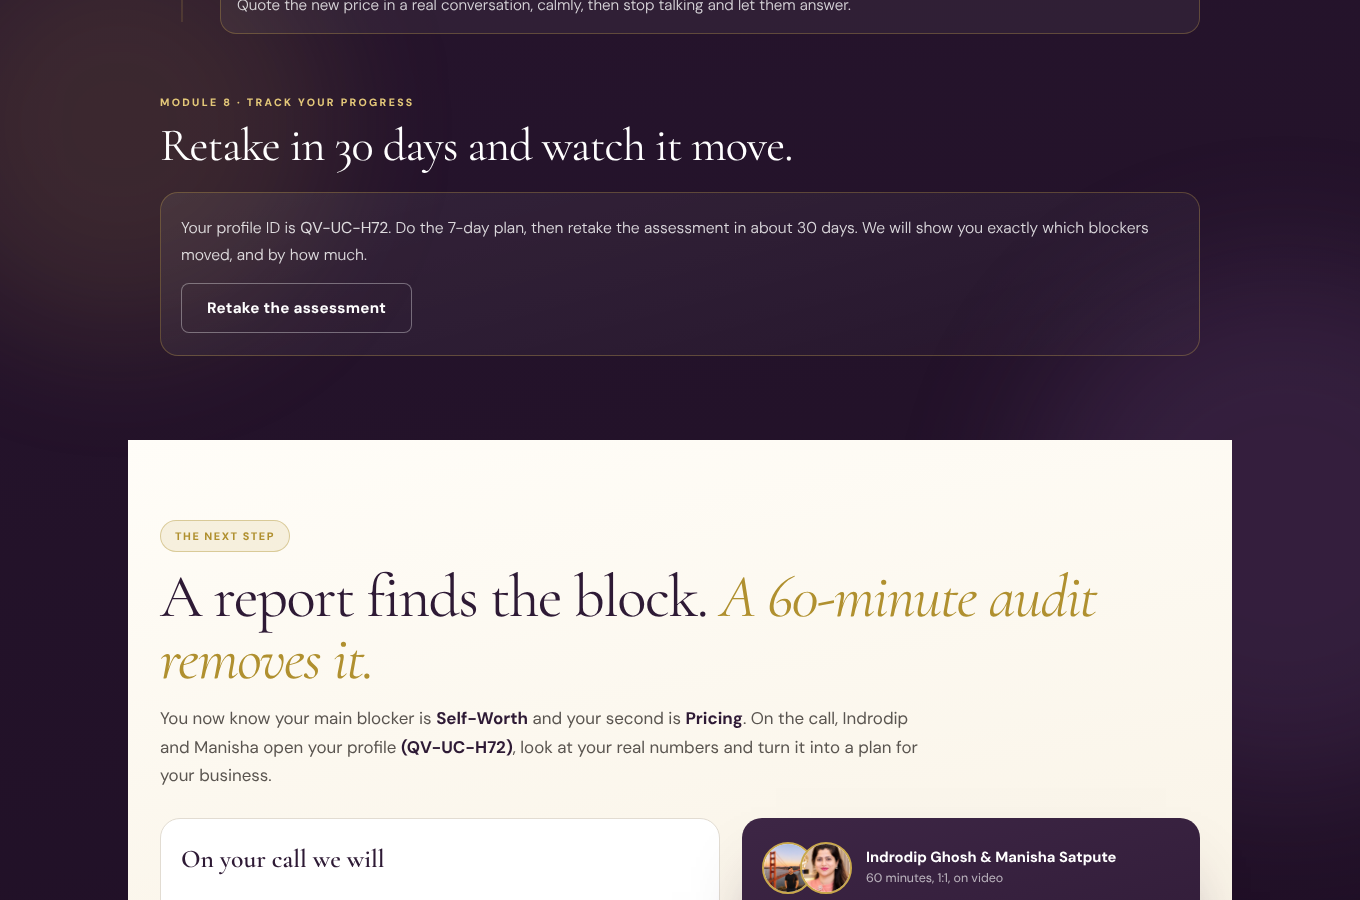 Quote the new price in a real conversation, calmly, then stop talking and let them answer.
MODULE 8 · TRACK YOUR PROGRESS
Retake in 30 days and watch it move.
Your profile ID is QV-UC-H72. Do the 7-day plan, then retake the assessment in about 30 days. We will show you exactly which blockers
moved, and by how much.
Retake the assessment
THE NEXT STEP
A report finds the block. A 60-minute audit
removes it.
You now know your main blocker is Self-Worth and your second is Pricing. On the call, Indrodip
and Manisha open your profile (QV-UC-H72), look at your real numbers and turn it into a plan for
your business.
On your call we will
Indrodip Ghosh & Manisha Satpute
60 minutes, 1:1, on video